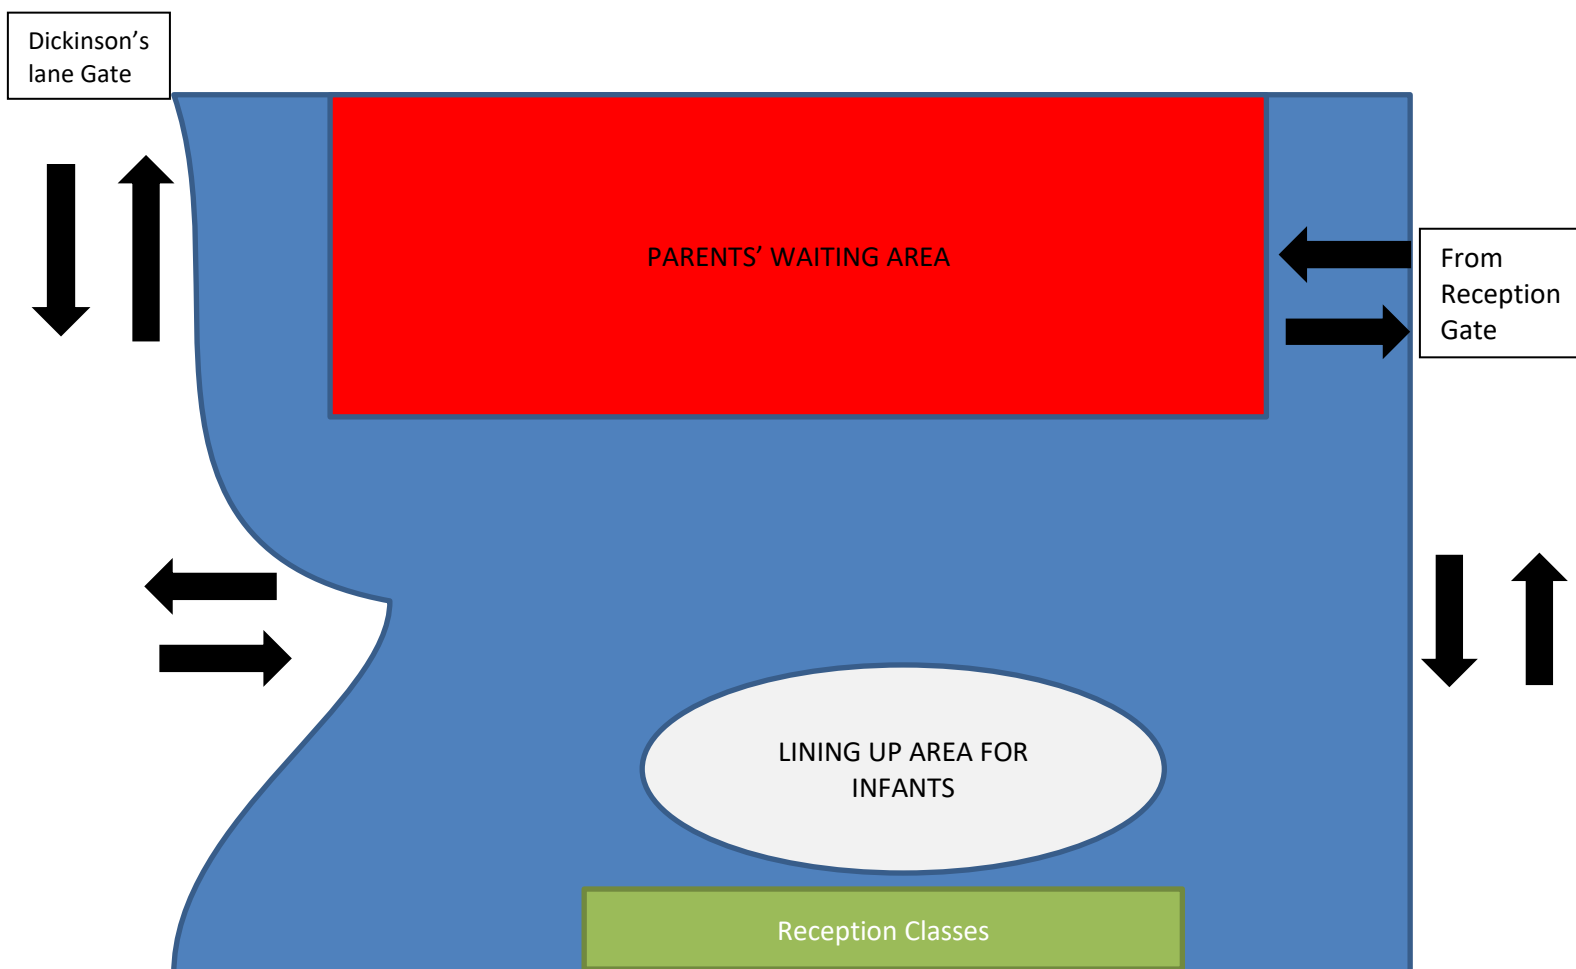 Dickinson’s
lane Gate
PARENTS’ WAITING AREA
From
Reception
Gate
LINING UP AREA FOR
INFANTS
Reception Classes